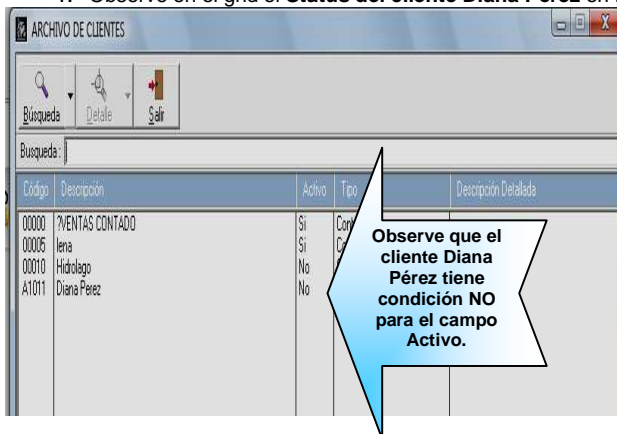 Observe en el grid el Status del cliente Diana Pérez en
ARCHIVO DE CLIENTES
Búsqueda Detalle Salir
Busqueda:
Código Descripción Activo Tipo Descripción Detallada
00000 ?VENTAS CONTADO Si
00005 lena Si
00010 Hidrolago No
A1011 Diana Perez No
Observe que el
cliente Diana
Pérez tiene
condición NO
para el campo
Activo.